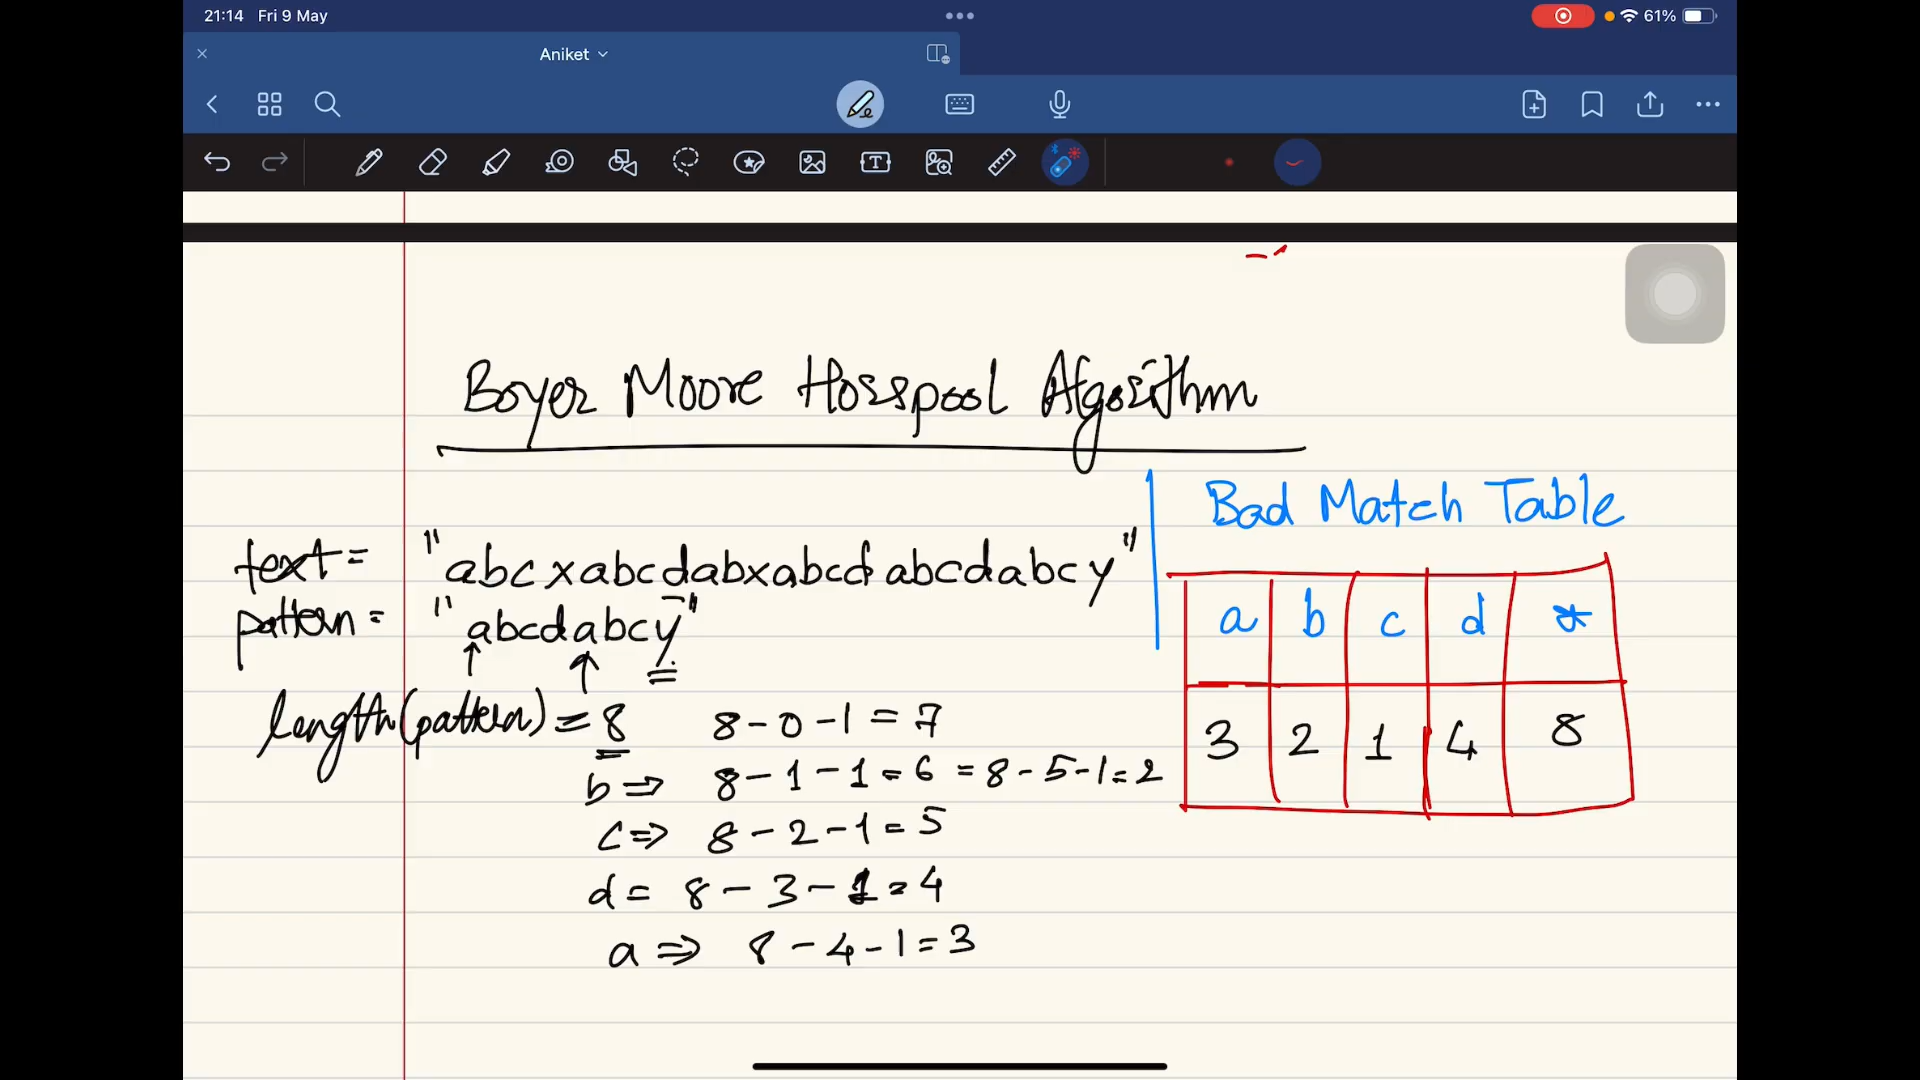 21:14 Fri 9 May
61%
Aniket
Boyer Moore Horspool Algorithm
Bad Match Table
text = "abcxabcdabxabcdabcdabcy"
pattern = "abcdabcy"
a b c d *
length(pattern) = 8 8 - 0 - 1 = 7
3 2 1 4 8
b => 8 - 1 - 1 = 6 = 8 - 5 - 1 = 2
c => 8 - 2 - 1 = 5
d = 8 - 3 - 1 = 4
a => 8 - 4 - 1 = 3